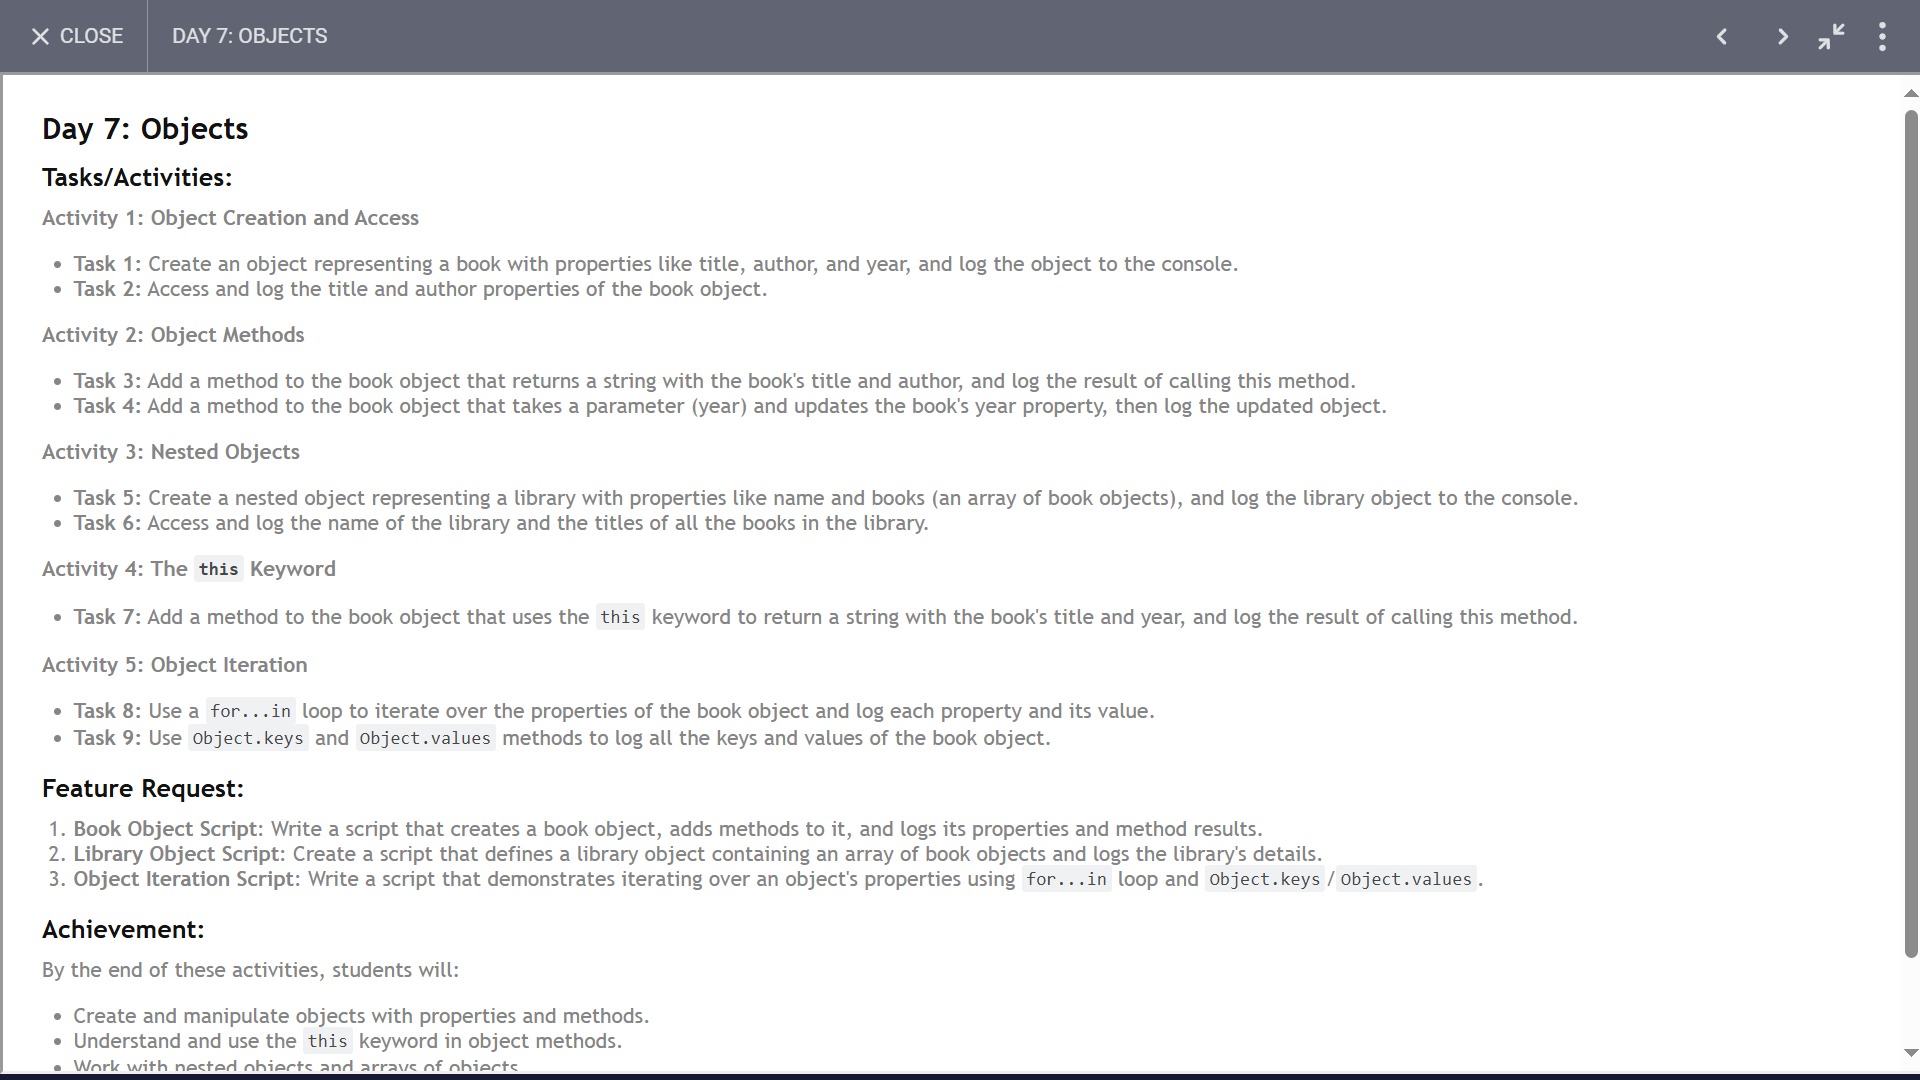 CLOSE
DAY 7: OBJECTS
Day 7: Objects
Tasks/Activities:
Activity 1: Object Creation and Access
Task 1: Create an object representing a book with properties like title, author, and year, and log the object to the console.
Task 2: Access and log the title and author properties of the book object.
Activity 2: Object Methods
Task 3: Add a method to the book object that returns a string with the book's title and author, and log the result of calling this method.
Task 4: Add a method to the book object that takes a parameter (year) and updates the book's year property, then log the updated object.
Activity 3: Nested Objects
Task 5: Create a nested object representing a library with properties like name and books (an array of book objects), and log the library object to the console.
Task 6: Access and log the name of the library and the titles of all the books in the library.
Activity 4: The this Keyword
Task 7: Add a method to the book object that uses the this keyword to return a string with the book's title and year, and log the result of calling this method.
Activity 5: Object Iteration
Task 8: Use a for...in loop to iterate over the properties of the book object and log each property and its value.
Task 9: Use Object.keys and Object.values methods to log all the keys and values of the book object.
Feature Request:
1. Book Object Script: Write a script that creates a book object, adds methods to it, and logs its properties and method results.
2. Library Object Script: Create a script that defines a library object containing an array of book objects and logs the library's details.
3. Object Iteration Script: Write a script that demonstrates iterating over an object's properties using for...in loop and Object.keys/Object.values.
Achievement:
By the end of these activities, students will:
Create and manipulate objects with properties and methods.
Understand and use the this keyword in object methods.
Work with nested objects and arrays of objects